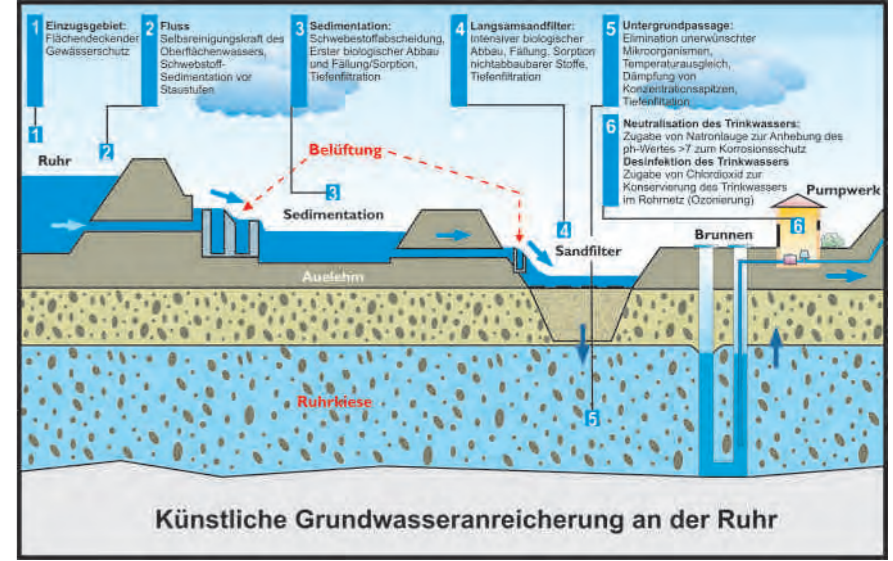 1
Einzugsgebiet:
Flächendeckender
Gewässerschutz
2
Fluss
Selbsreinigungskraft des
Oberflächenwassers,
Schwebstoff-
Sedimentation vor
Staustufen
3
Sedimentation:
Schwebestoffabscheidung,
Erster biologischer Abbau
und Fällung/Sorption,
Tiefenfiltration
4
Langsamsandfilter:
Intensiver biologischer
Abbau, Fällung, Sorption
nichtabbaubarer Stoffe,
Tiefenfiltration
5
Untergrundpassage:
Elimination unerwünschter
Mikroorganismen,
Temperaturausgleich,
Dämpfung von
Konzentrationsspitzen,
Tiefenfiltation
6
Neutralisation des Trinkwassers:
Zugabe von Natronlauge zur Anhebung des
ph-Wertes >7 zum Korrosionsschutz
Desinfektion des Trinkwassers
Zugabe von Chlordioxid zur
Konservierung des Trinkwassers
im Rohrnetz (Ozonierung)
1
Ruhr
2
Belüftung
3
Sedimentation
4
Sandfilter
Brunnen
Pumpwerk
6
Auelehm
Ruhrkiese
5
Künstliche Grundwasseranreicherung an der Ruhr